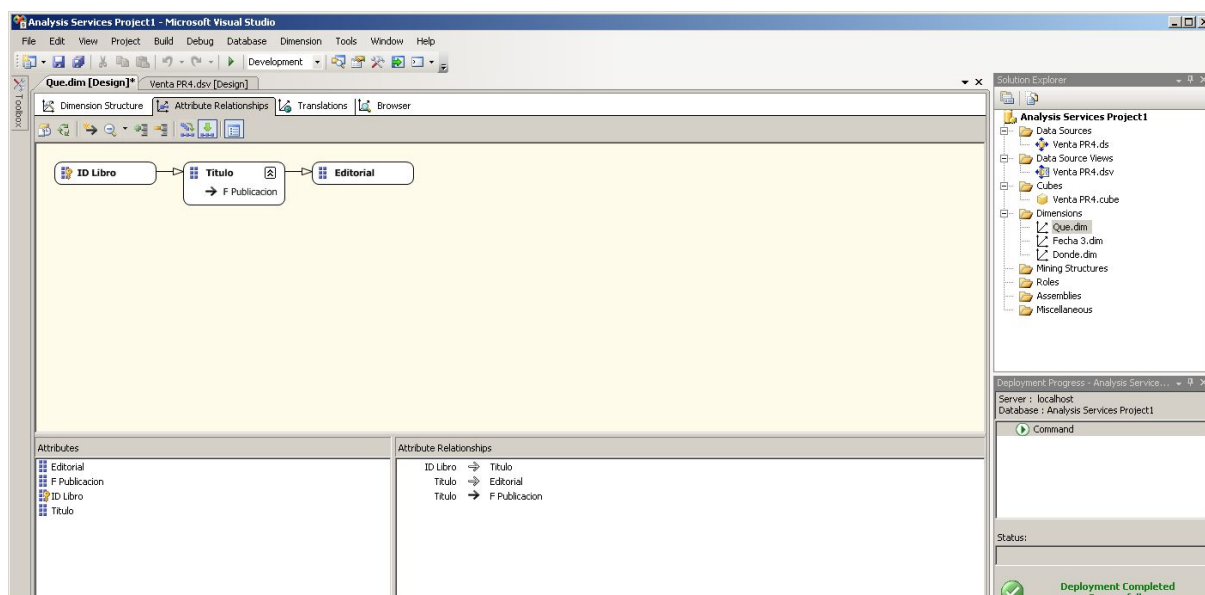 Analysis Services Project1 - Microsoft Visual Studio
File Edit View Project Build Debug Database Dimension Tools Window Help
Development
Toolbox
Que.dim [Design]* Venta PR4.dsv [Design]
Dimension Structure Attribute Relationships Translations Browser
ID Libro Titulo Editorial
F Publicacion
Attributes
Editorial
F Publicacion
ID Libro
Titulo
Attribute Relationships
ID Libro Titulo
Titulo Editorial
Titulo F Publicacion
Solution Explorer
Analysis Services Project1
Data Sources
Venta PR4.ds
Data Source Views
Venta PR4.dsv
Cubes
Venta PR4.cube
Dimensions
Que.dim
Fecha 3.dim
Donde.dim
Mining Structures
Roles
Assemblies
Miscellaneous
Deployment Progress - Analysis Service...
Server : localhost
Database : Analysis Services Project1
Command
Status:
Deployment Completed